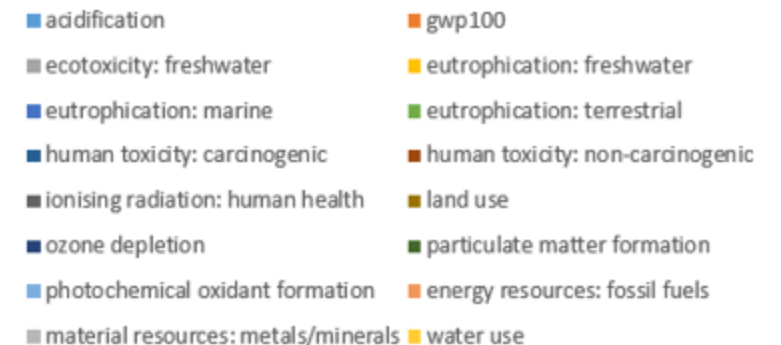 acidification gwp100
ecotoxicity: freshwater eutrophication: freshwater
eutrophication: marine eutrophication: terrestrial
human toxicity: carcinogenic human toxicity: non-carcinogenic
ionising radiation: human health land use
ozone depletion particulate matter formation
photochemical oxidant formation energy resources: fossil fuels
material resources: metals/minerals water use